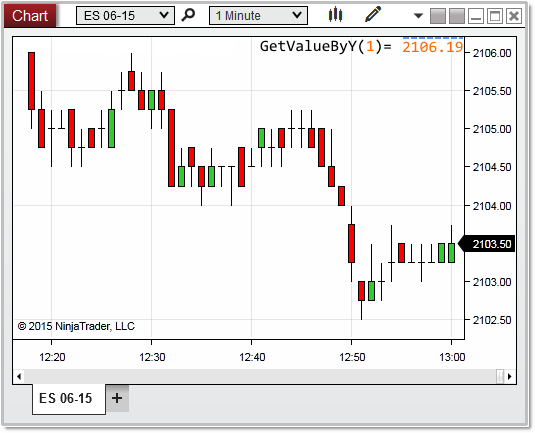 Chart ES 06-15 1 Minute
GetValueByY(1)= 2106.19
2106.00
2105.50
2105.00
2104.50
2104.00
2103.50
2103.00
2102.50
© 2015 NinjaTrader, LLC
12:20 12:30 12:40 12:50 13:00
ES 06-15 +